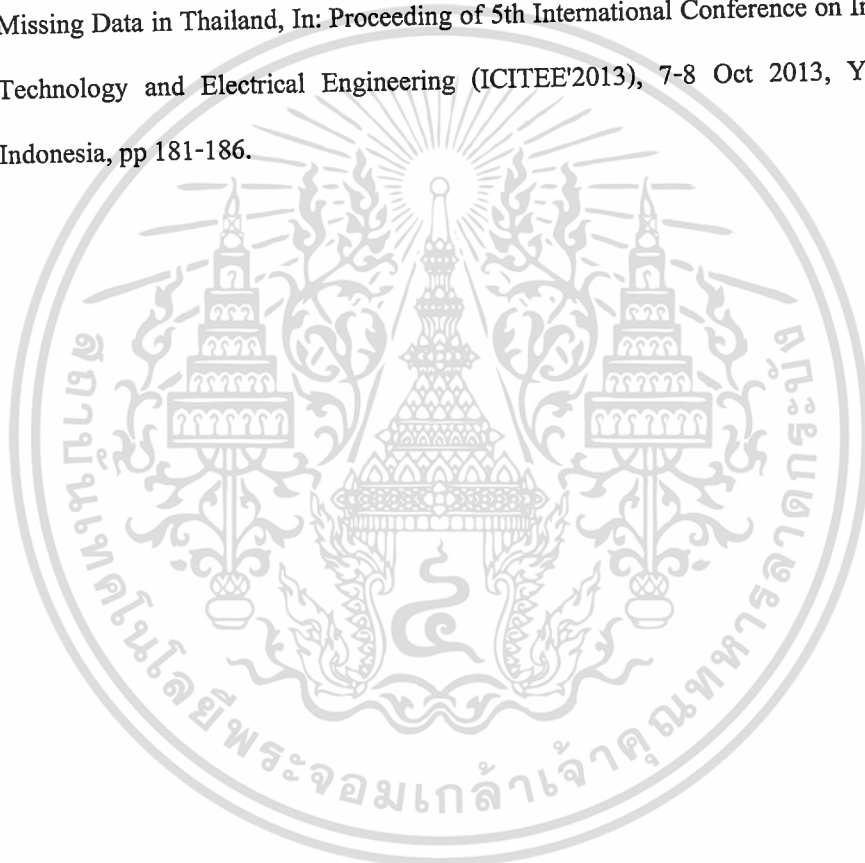 Missing Data in Thailand, In: Proceeding of 5th International Conference on
Technology and Electrical Engineering (ICITEE'2013), 7-8 Oct 2013,
Indonesia, pp 181-186.
๔
สถาบันเทคโนโลยีพระจอมเกล้าเจ้าคุณทหารลาดกระบัง